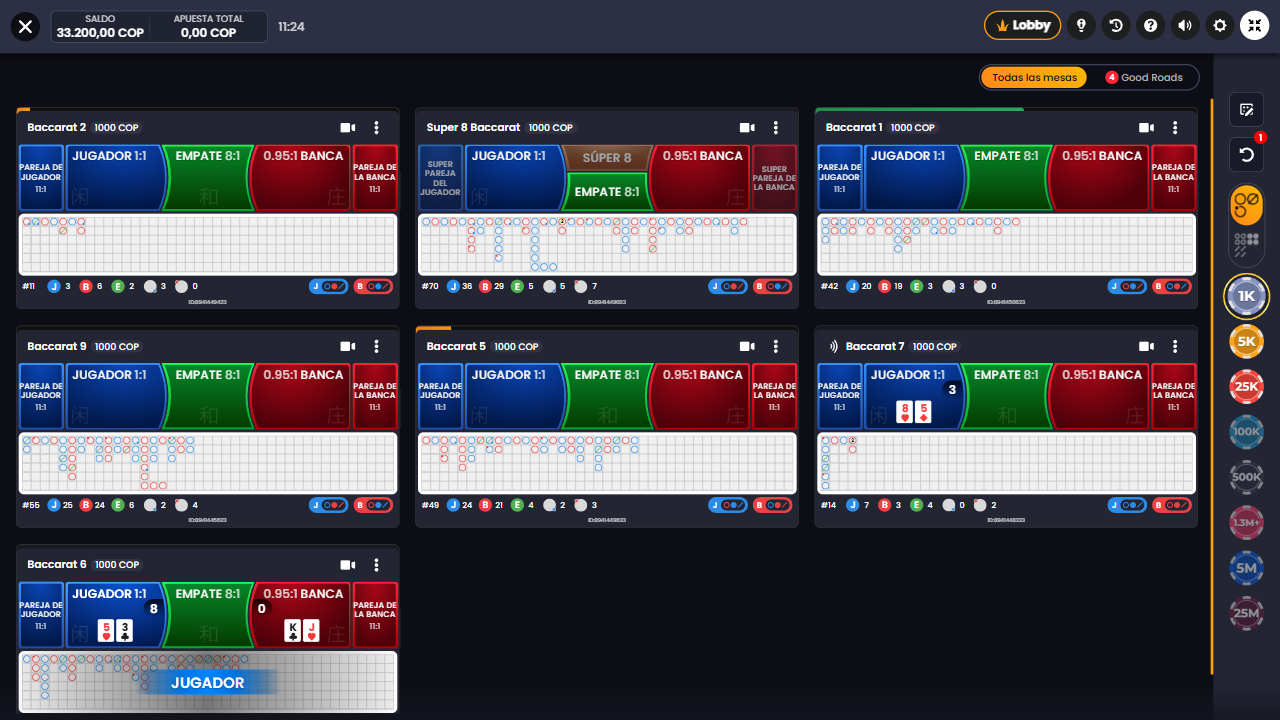 SALDO
33.200,00 COP
APUESTA TOTAL
0,00 COP
11:24
Lobby
Todas las mesas
4 Good Roads
Baccarat 2 1000 COP
PAREJA DE JUGADOR 11:1
JUGADOR 1:1
EMPATE 8:1
0.95:1 BANCA
PAREJA DE LA BANCA 11:1
闲 和 庄
#11 J 3 B 6 E 2 3 0
J B
ID:8941449423
Super 8 Baccarat 1000 COP
SUPER PAREJA DEL JUGADOR
JUGADOR 1:1
SÚPER 8
EMPATE 8:1
0.95:1 BANCA
SUPER PAREJA DE LA BANCA
#70 J 36 B 29 E 5 5 7
J B
Baccarat 1 1000 COP
PAREJA DE JUGADOR 11:1
JUGADOR 1:1
EMPATE 8:1
0.95:1 BANCA
PAREJA DE LA BANCA 11:1
闲 和 庄
#42 J 20 B 19 E 3 3 0
J B
Baccarat 9 1000 COP
PAREJA DE JUGADOR 11:1
JUGADOR 1:1
EMPATE 8:1
0.95:1 BANCA
PAREJA DE LA BANCA 11:1
闲 和 庄
#55 J 25 B 24 E 6 2 4
J B
Baccarat 5 1000 COP
PAREJA DE JUGADOR 11:1
JUGADOR 1:1
EMPATE 8:1
0.95:1 BANCA
PAREJA DE LA BANCA 11:1
闲 和 庄
#49 J 24 B 21 E 4 2 3
J B
Baccarat 7 1000 COP
PAREJA DE JUGADOR 11:1
JUGADOR 1:1
3
8 5
EMPATE 8:1
0.95:1 BANCA
PAREJA DE LA BANCA 11:1
闲 和 庄
#14 J 7 B 3 E 4 0 2
J B
Baccarat 6 1000 COP
PAREJA DE JUGADOR 11:1
JUGADOR 1:1
8
5 3
EMPATE 8:1
0.95:1 BANCA
0
K J
PAREJA DE LA BANCA 11:1
闲 和 庄
JUGADOR
1
1K
5K
25K
100K
500K
1.3M+
5M
25M